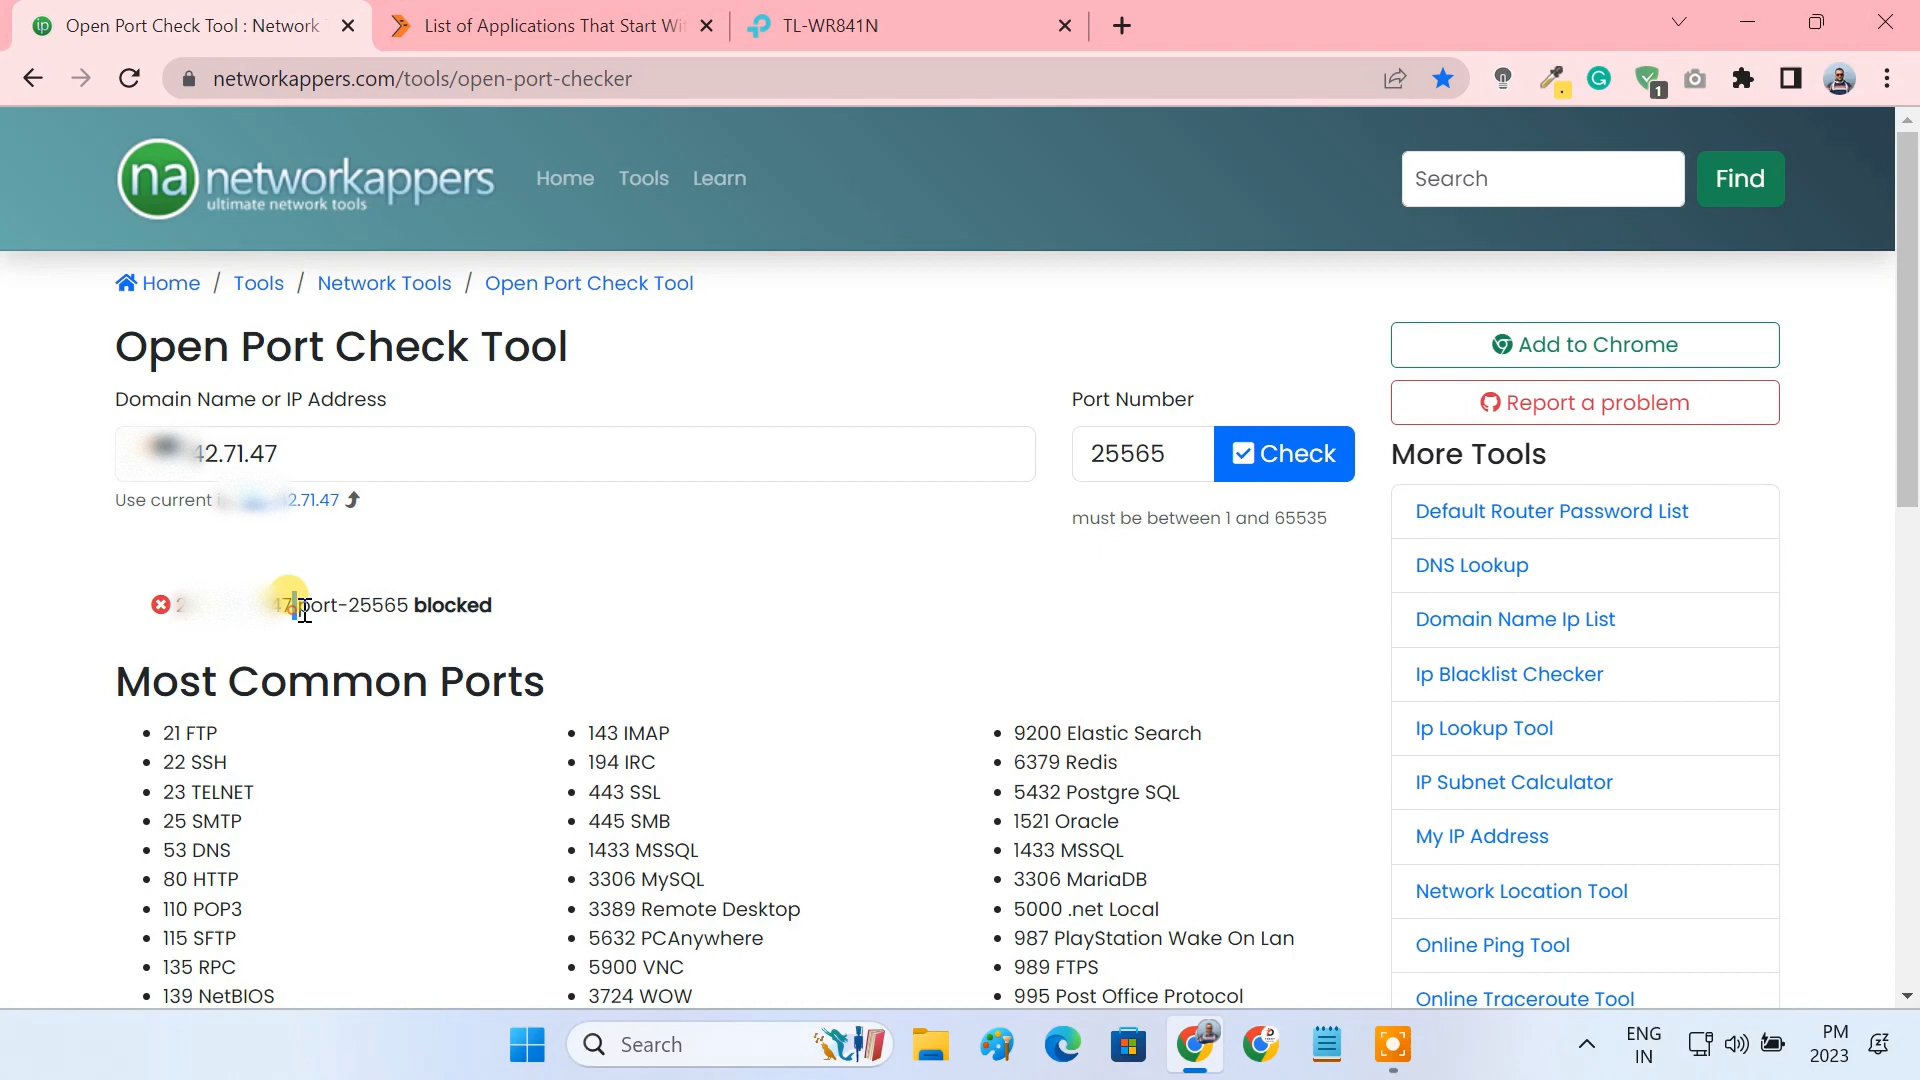 Open Port Check Tool : Network
List of Applications That Start Wit
TL-WR841N
networkappers.com/tools/open-port-checker
1
na networkappers
ultimate network tools
Home Tools Learn
Search
Find
Home / Tools / Network Tools / Open Port Check Tool
Open Port Check Tool
Domain Name or IP Address
42.71.47
Use current
2.71.47
Port Number
25565
Check
must be between 1 and 65535
47 port-25565 blocked
Most Common Ports
21 FTP
22 SSH
23 TELNET
25 SMTP
53 DNS
80 HTTP
110 POP3
115 SFTP
135 RPC
139 NetBIOS
143 IMAP
194 IRC
443 SSL
445 SMB
1433 MSSQL
3306 MySQL
3389 Remote Desktop
5632 PCAnywhere
5900 VNC
3724 WOW
9200 Elastic Search
6379 Redis
5432 Postgre SQL
1521 Oracle
1433 MSSQL
3306 MariaDB
5000 .net Local
987 PlayStation Wake On Lan
989 FTPS
995 Post Office Protocol
Add to Chrome
Report a problem
More Tools
Default Router Password List
DNS Lookup
Domain Name Ip List
Ip Blacklist Checker
Ip Lookup Tool
IP Subnet Calculator
My IP Address
Network Location Tool
Online Ping Tool
Online Traceroute Tool
Search
ENG
IN
PM
2023